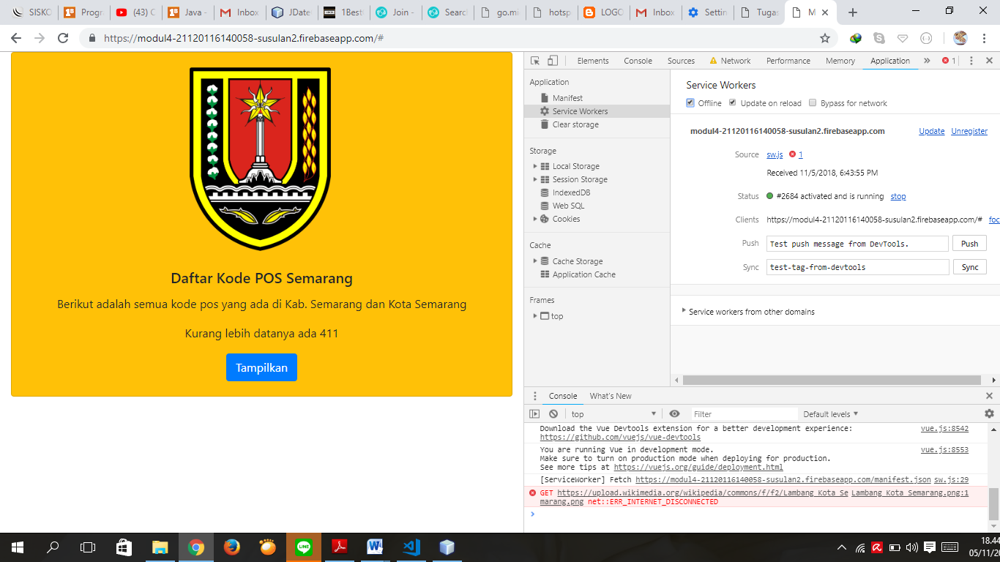 SISKO
Progra
(43) C
Java -
Inbox
JDate
1Best
Join -
Searc
go.mi
hotsp
LOGO
Inbox
Settin
Tugas
M
https://modul4-21120116140058-susulan2.firebaseapp.com/#
Daftar Kode POS Semarang
Berikut adalah semua kode pos yang ada di Kab. Semarang dan Kota Semarang
Kurang lebih datanya ada 411
Tampilkan
Elements Console Sources Network Performance Memory Application » 1
Application
Manifest
Service Workers
Clear storage
Storage
Local Storage
Session Storage
IndexedDB
Web SQL
Cookies
Cache
Cache Storage
Application Cache
Frames
top
Service Workers
Offline Update on reload Bypass for network
modul4-21120116140058-susulan2.firebaseapp.com Update Unregister
Source sw.js 1
Received 11/5/2018, 6:43:55 PM
Status #2684 activated and is running stop
Clients https://modul4-21120116140058-susulan2.firebaseapp.com/# foc
Push Test push message from DevTools. Push
Sync test-tag-from-devtools Sync
Service workers from other domains
Console What's New
top Filter Default levels
Download the Vue Devtools extension for a better development experience: vue.js:8542
https://github.com/vuejs/vue-devtools
You are running Vue in development mode. vue.js:8553
Make sure to turn on production mode when deploying for production.
See more tips at https://vuejs.org/guide/deployment.html
[ServiceWorker] Fetch https://modul4-21120116140058-susulan2.firebaseapp.com/manifest.json sw.js:29
GET https://upload.wikimedia.org/wikipedia/commons/f/f2/Lambang_Kota_Se Lambang_Kota_Semarang.png:1
marang.png net::ERR_INTERNET_DISCONNECTED
LINE
18.44
05/11/20